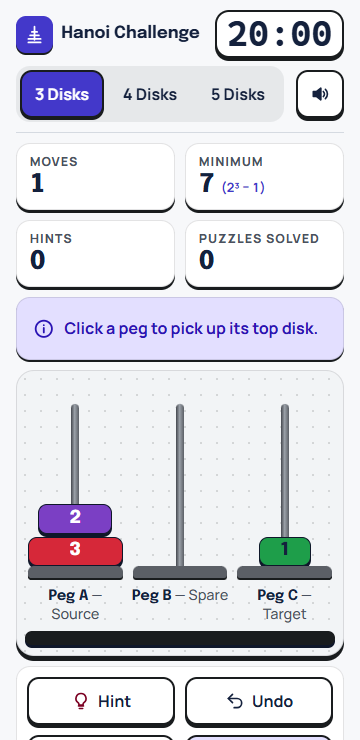 Hanoi Challenge
20:00
3 Disks
4 Disks
5 Disks
MOVES
1
MINIMUM
7 (2³ − 1)
HINTS
0
PUZZLES SOLVED
0
Click a peg to pick up its top disk.
2
3
1
Peg A —
Source
Peg B — Spare
Peg C —
Target
Hint
Undo